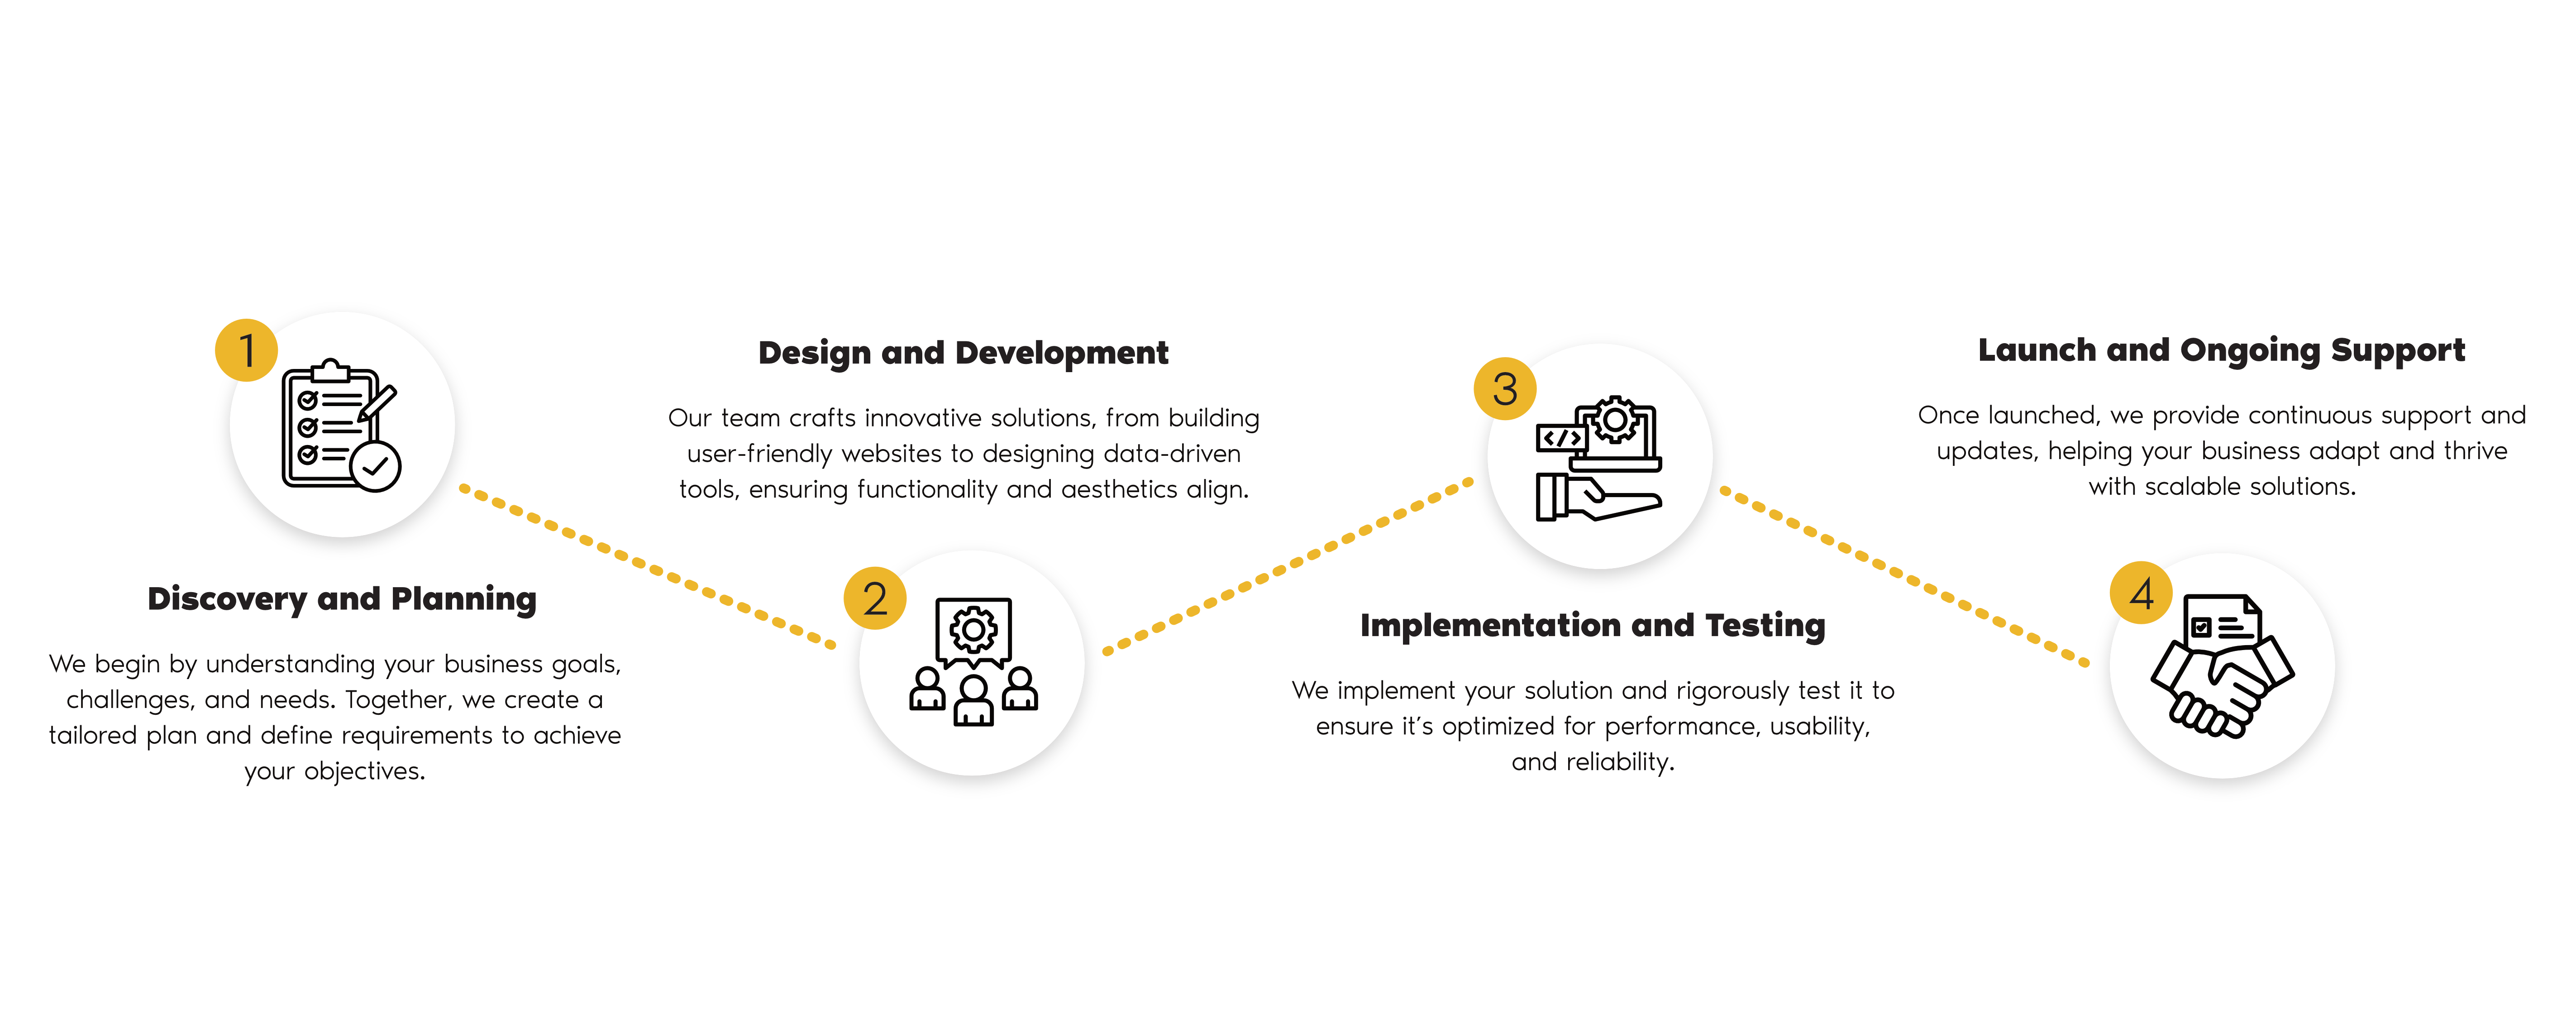 1
Discovery and Planning
We begin by understanding your business goals,
challenges, and needs. Together, we create a
tailored plan and define requirements to achieve
your objectives.
Design and Development
Our team crafts innovative solutions, from building
user-friendly websites to designing data-driven
tools, ensuring functionality and aesthetics align.
2
3
Implementation and Testing
We implement your solution and rigorously test it to
ensure it’s optimized for performance, usability,
and reliability.
Launch and Ongoing Support
Once launched, we provide continuous support and
updates, helping your business adapt and thrive
with scalable solutions.
4